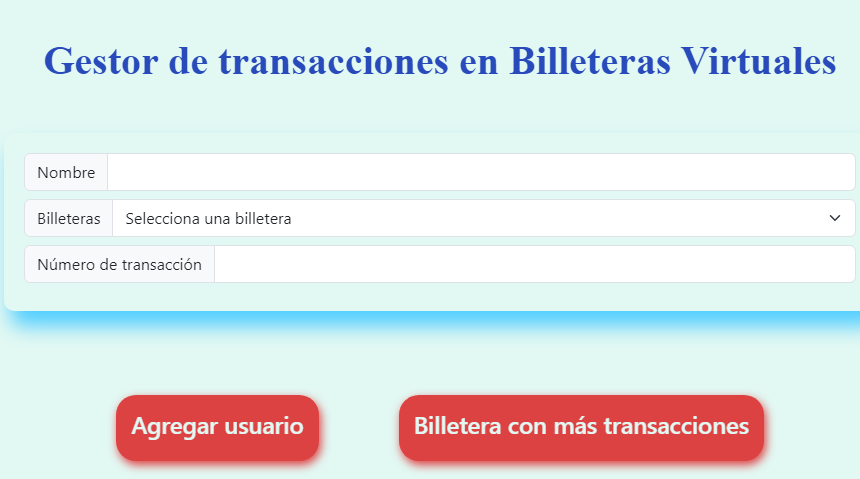 Gestor de transacciones en Billeteras Virtuales
Nombre
Billeteras Selecciona una billetera
Número de transacción
Agregar usuario Billetera con más transacciones